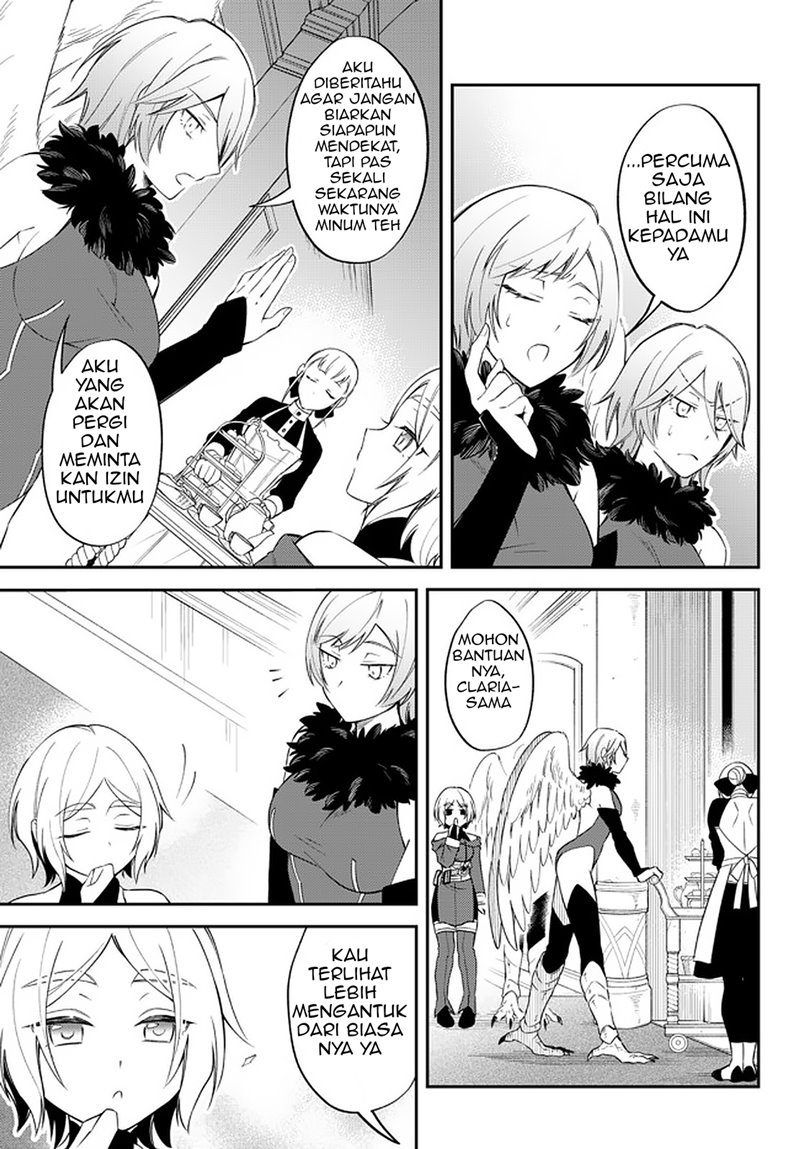 ...PERCUMA
SAJA
BILANG
HAL INI
KEPADAMU
YA
AKU
DIBERITAHU
AGAR JANGAN
BIARKAN
SIAPAPUN
MENDEKAT,
TAPI PAS
SEKALI
SEKARANG
WAKTUNYA
MINUM TEH
AKU
YANG
AKAN
PERGI
DAN
MEMINTA
KAN IZIN
UNTUKMU
MOHON
BANTUAN
NYA,
CLARIA-
SAMA
KAU
TERLIHAT
LEBIH
MENGANTUK
DARI BIASA
NYA YA